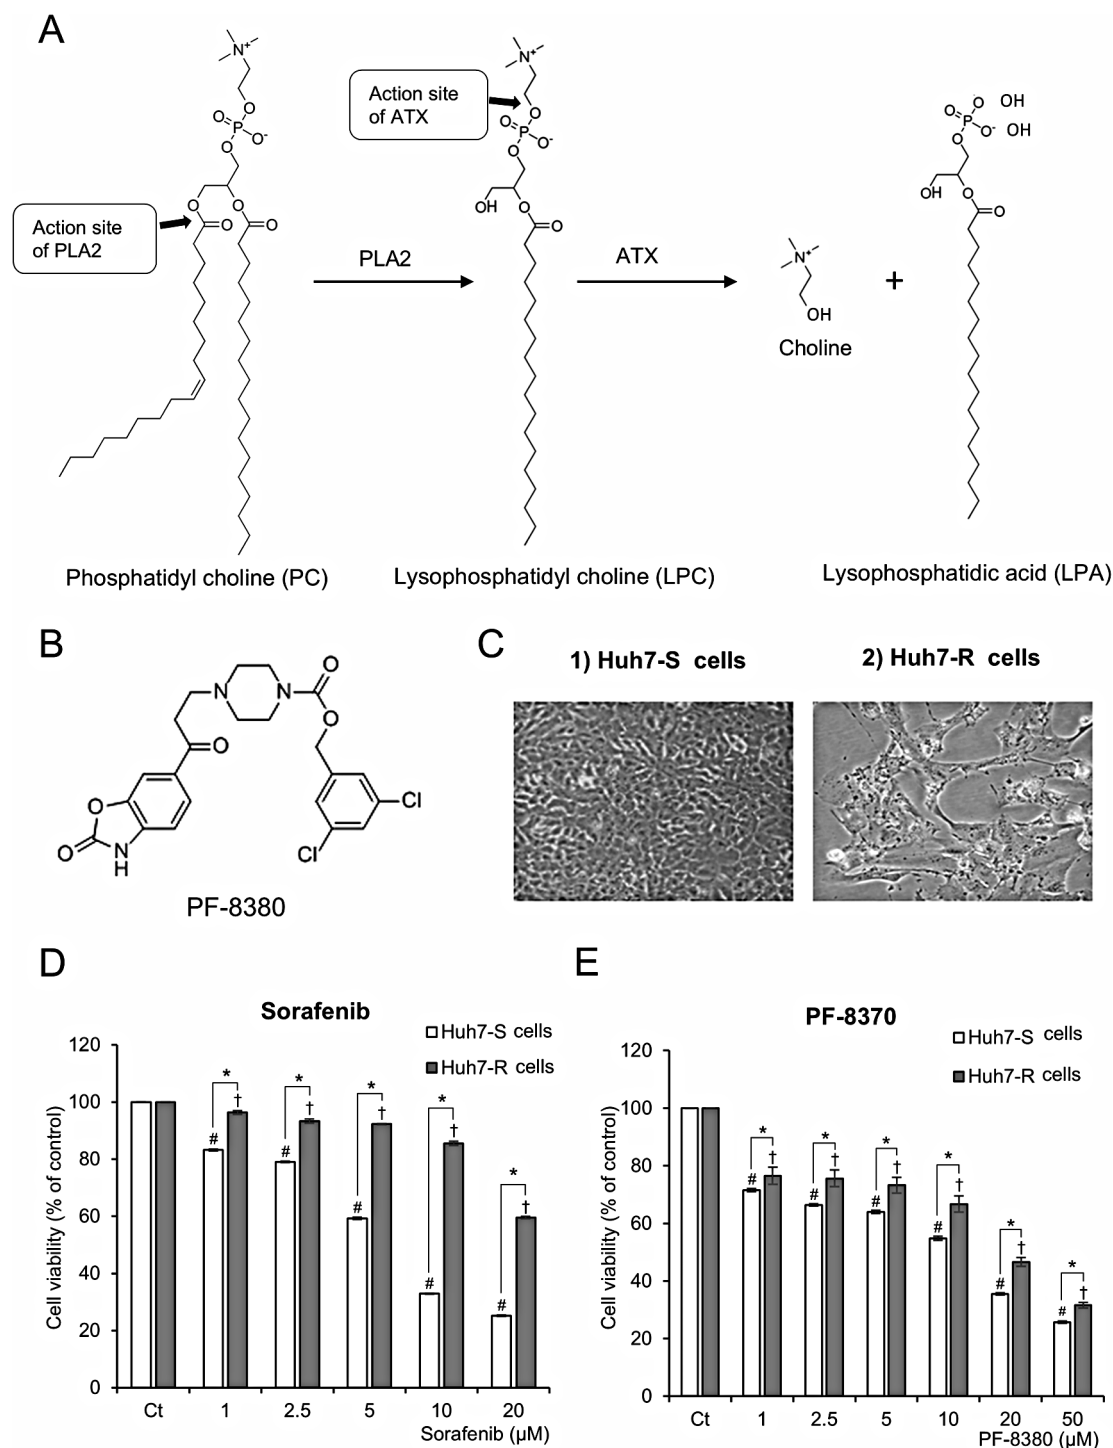 A
N+
O
O
P
O-
O
O
O
O
O
Action site
of PLA2
PLA2
Phosphatidyl choline (PC)
Action site
of ATX
N+
O
O
P
O-
O
OH
O
O
ATX
Lysophosphatidyl choline (LPC)
N+
OH
Choline
+
O
O
OH
P
O-
OH
O
OH
O
O
Lysophosphatidic acid (LPA)
B
N
N
O
O
O
O
O
N
H
Cl
Cl
PF-8380
C
1) Huh7-S cells
2) Huh7-R cells
D
Sorafenib
Huh7-S cells
Huh7-R cells
Cell viability (% of control)
120
100
80
60
40
20
0
* * * * *
† † † † †
# # # # #
Ct 1 2.5 5 10 20
Sorafenib (µM)
E
PF-8370
Huh7-S cells
Huh7-R cells
Cell viability (% of control)
120
100
80
60
40
20
0
* * * * * *
† † † † † †
# # # # # #
Ct 1 2.5 5 10 20 50
PF-8380 (µM)